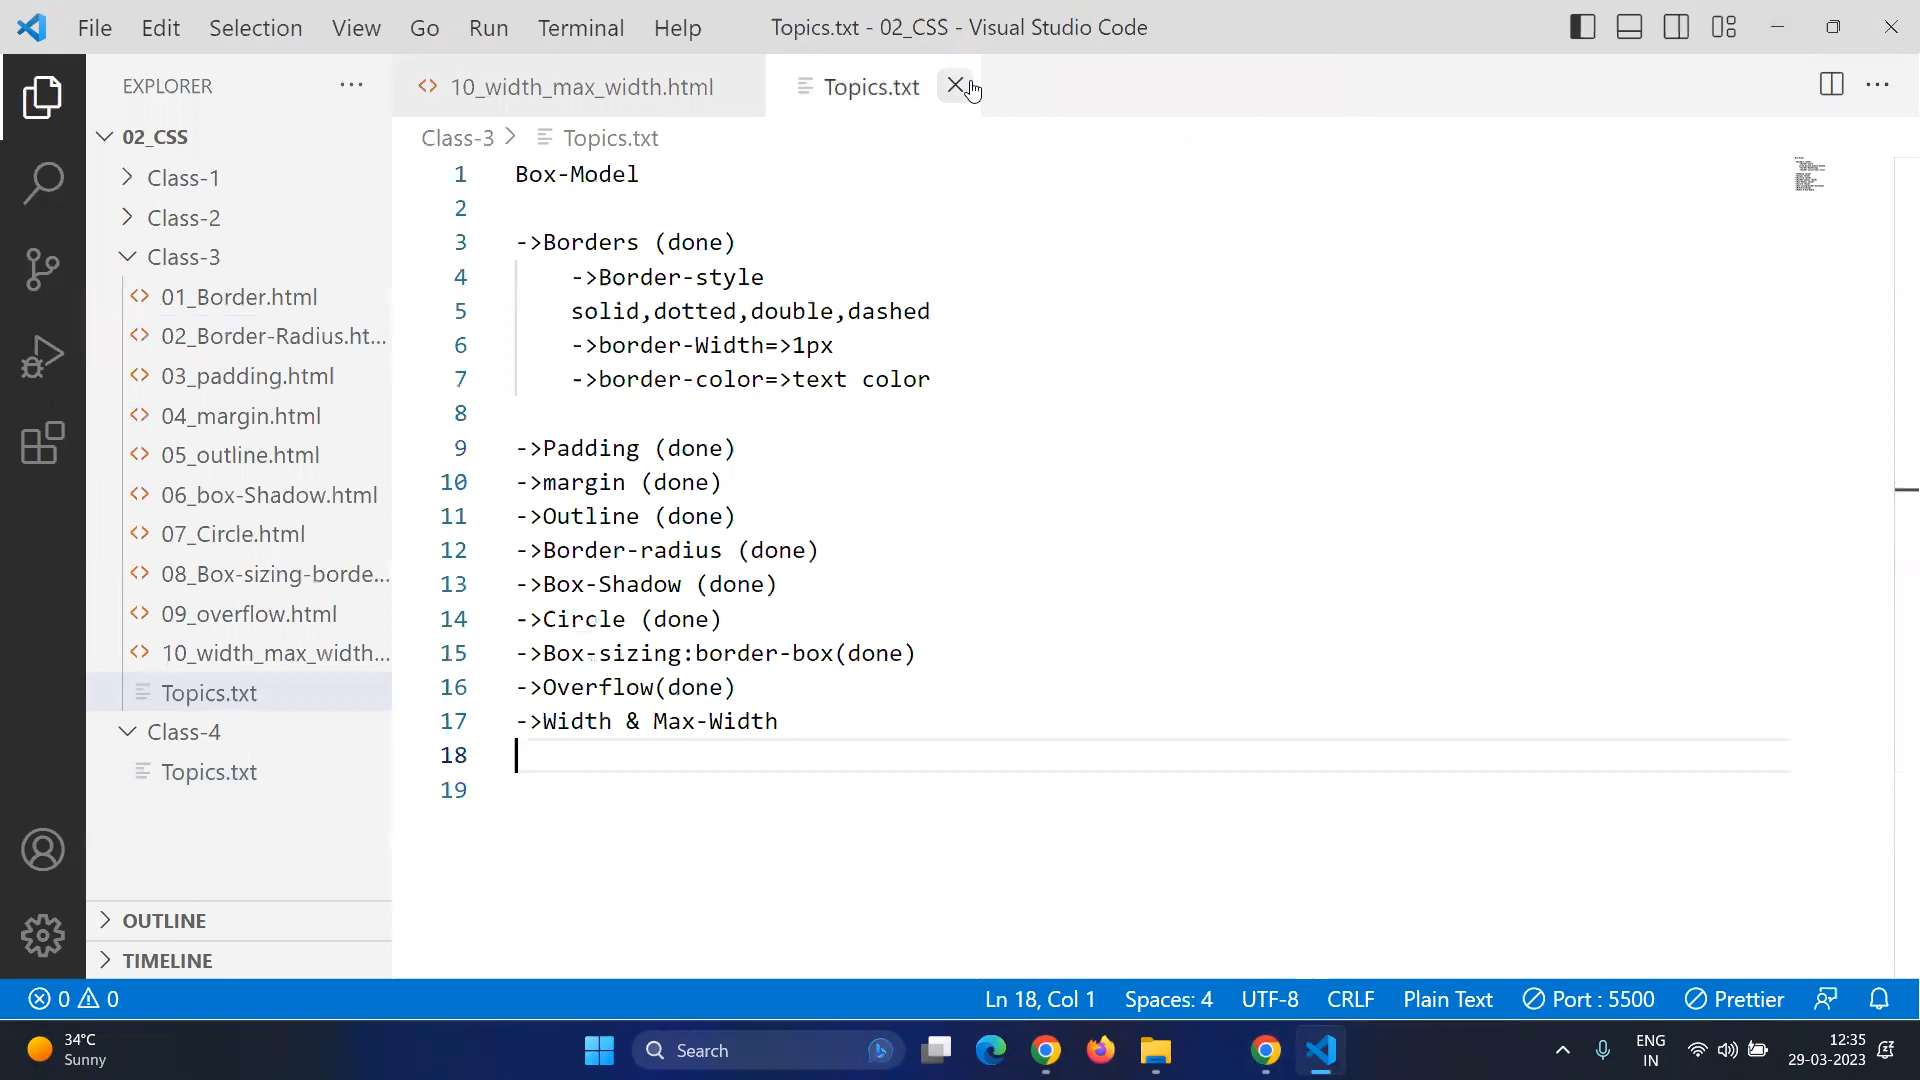 File Edit Selection View Go Run Terminal Help Topics.txt - 02_CSS - Visual Studio Code
EXPLORER
02_CSS
Class-1
Class-2
Class-3
01_Border.html
02_Border-Radius.ht...
03_padding.html
04_margin.html
05_outline.html
06_box-Shadow.html
07_Circle.html
08_Box-sizing-borde...
09_overflow.html
10_width_max_width...
Topics.txt
Class-4
Topics.txt
OUTLINE
TIMELINE
10_width_max_width.html Topics.txt
Class-3 > Topics.txt
1 Box-Model
2
3 ->Borders (done)
4 ->Border-style
5 solid,dotted,double,dashed
6 ->border-Width=>1px
7 ->border-color=>text color
8
9 ->Padding (done)
10 ->margin (done)
11 ->Outline (done)
12 ->Border-radius (done)
13 ->Box-Shadow (done)
14 ->Circle (done)
15 ->Box-sizing:border-box(done)
16 ->Overflow(done)
17 ->Width & Max-Width
18
19
0 0 Ln 18, Col 1 Spaces: 4 UTF-8 CRLF Plain Text Port : 5500 Prettier
34°C
Sunny
Search
ENG
IN
12:35
29-03-2023